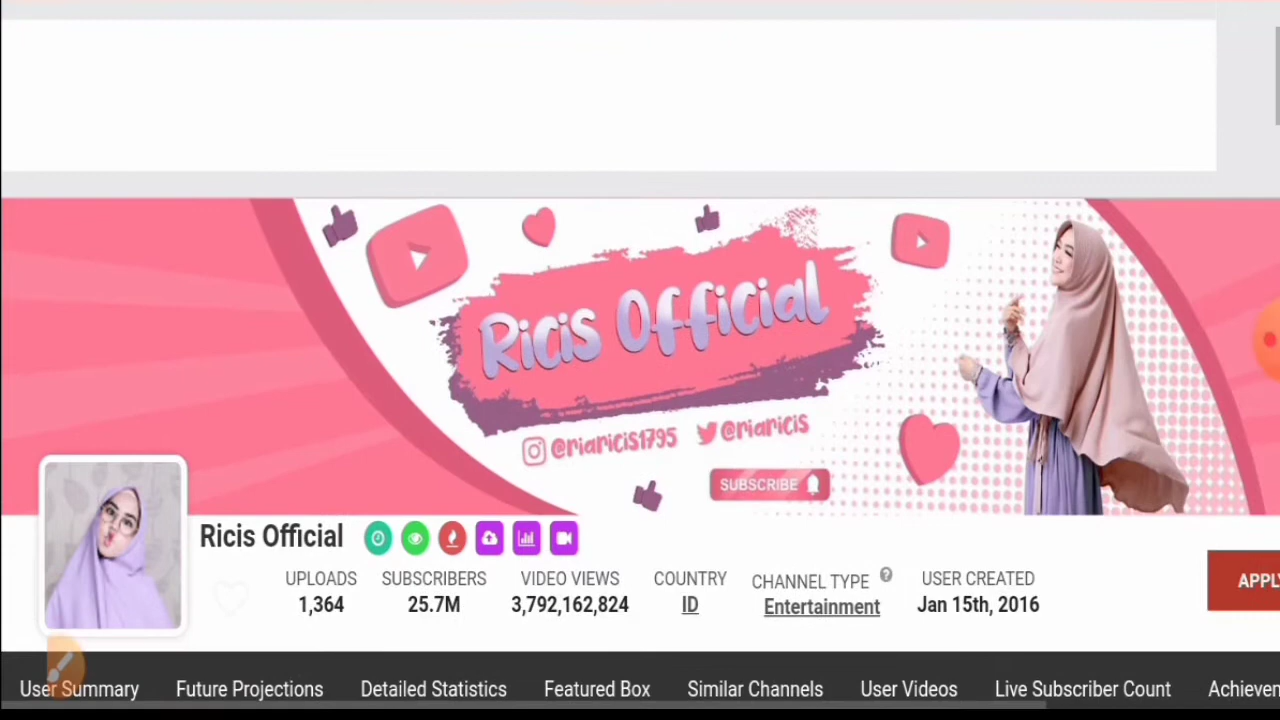 Ricis Official
@riaricis1795 @riaricis
SUBSCRIBE
Ricis Official
UPLOADS SUBSCRIBERS VIDEO VIEWS COUNTRY CHANNEL TYPE ? USER CREATED
1,364 25.7M 3,792,162,824 ID Entertainment Jan 15th, 2016
APPLY
User Summary Future Projections Detailed Statistics Featured Box Similar Channels User Videos Live Subscriber Count Achievem